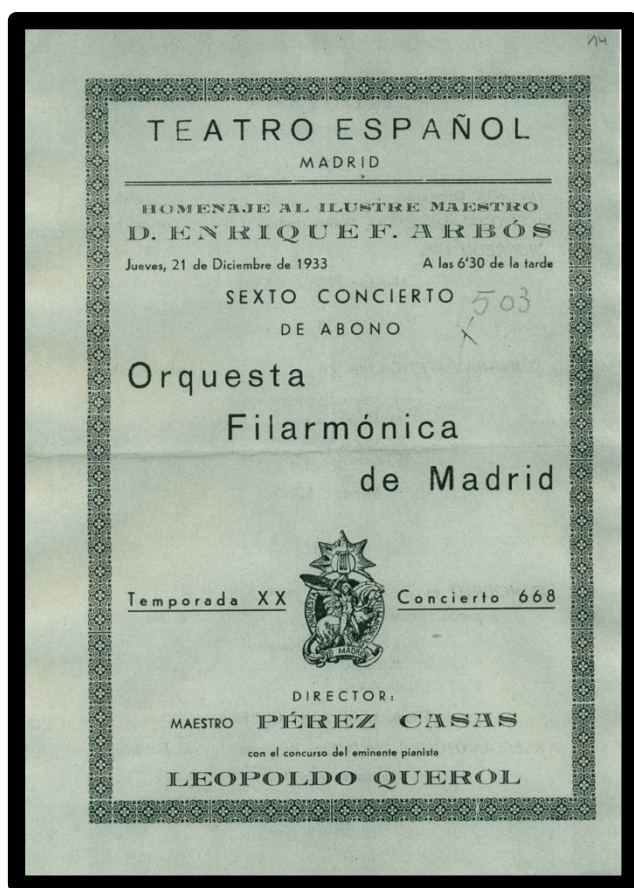 14
TEATRO ESPAÑOL
MADRID
HOMENAJE AL ILUSTRE MAESTRO
D. ENRIQUE F. ARBÓS
Jueves, 21 de Diciembre de 1933 A las 6'30 de la tarde
SEXTO CONCIERTO 503
DE ABONO
Orquesta
Filarmónica
de Madrid
Temporada XX Concierto 668
DIRECTOR:
MAESTRO PÉREZ CASAS
con el concurso del eminente pianista
LEOPOLDO QUEROL